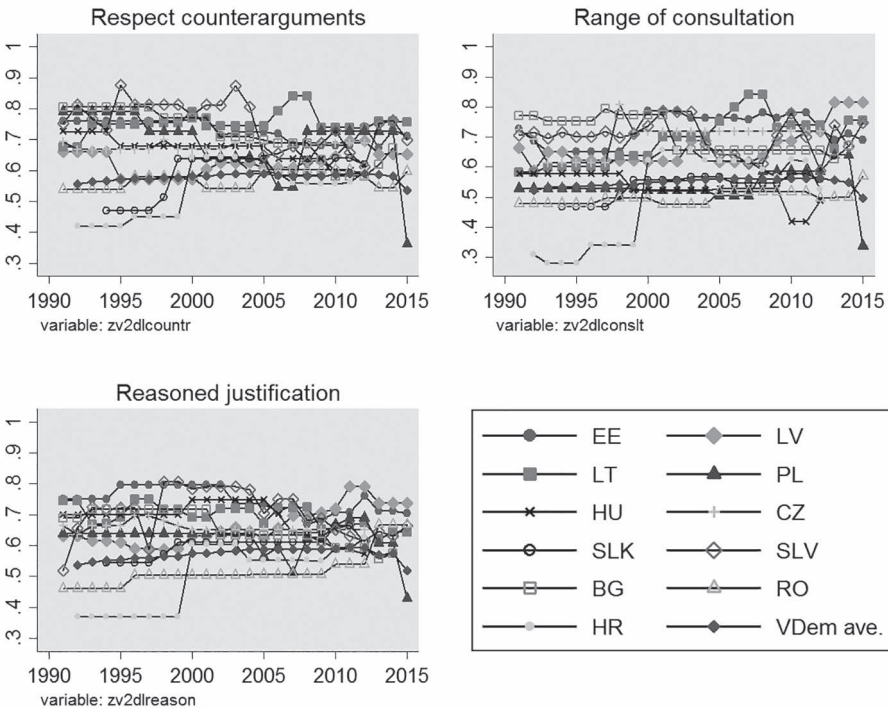 Respect counterarguments
1
.9
.8
.7
.6
.5
.4
.3
1990 1995 2000 2005 2010 2015
variable: zv2dlcountr
Range of consultation
1
.9
.8
.7
.6
.5
.4
.3
1990 1995 2000 2005 2010 2015
variable: zv2dlconslt
Reasoned justification
1
.9
.8
.7
.6
.5
.4
.3
1990 1995 2000 2005 2010 2015
variable: zv2dlreason
EE LV
LT PL
HU CZ
SLK SLV
BG RO
HR VDem ave.